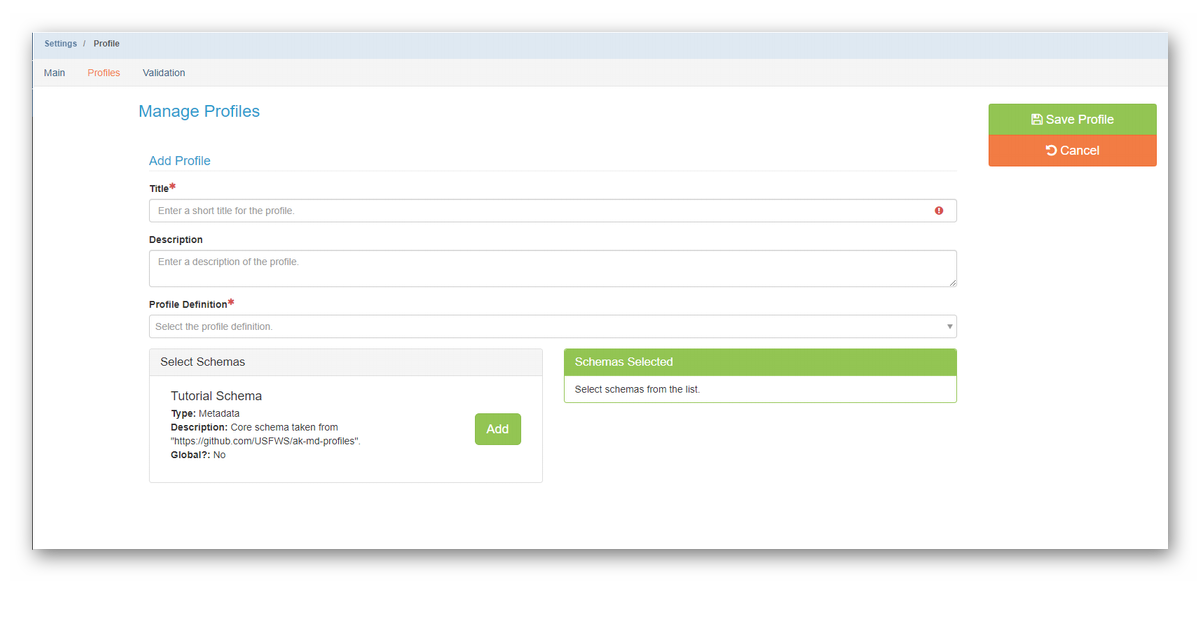 Settings / Profile
Main Profiles Validation
Manage Profiles
Save Profile
Cancel
Add Profile
Title*
Enter a short title for the profile.
Description
Enter a description of the profile.
Profile Definition*
Select the profile definition.
Select Schemas
Tutorial Schema
Type: Metadata
Description: Core schema taken from
"https://github.com/USFWS/ak-md-profiles".
Global?: No
Add
Schemas Selected
Select schemas from the list.